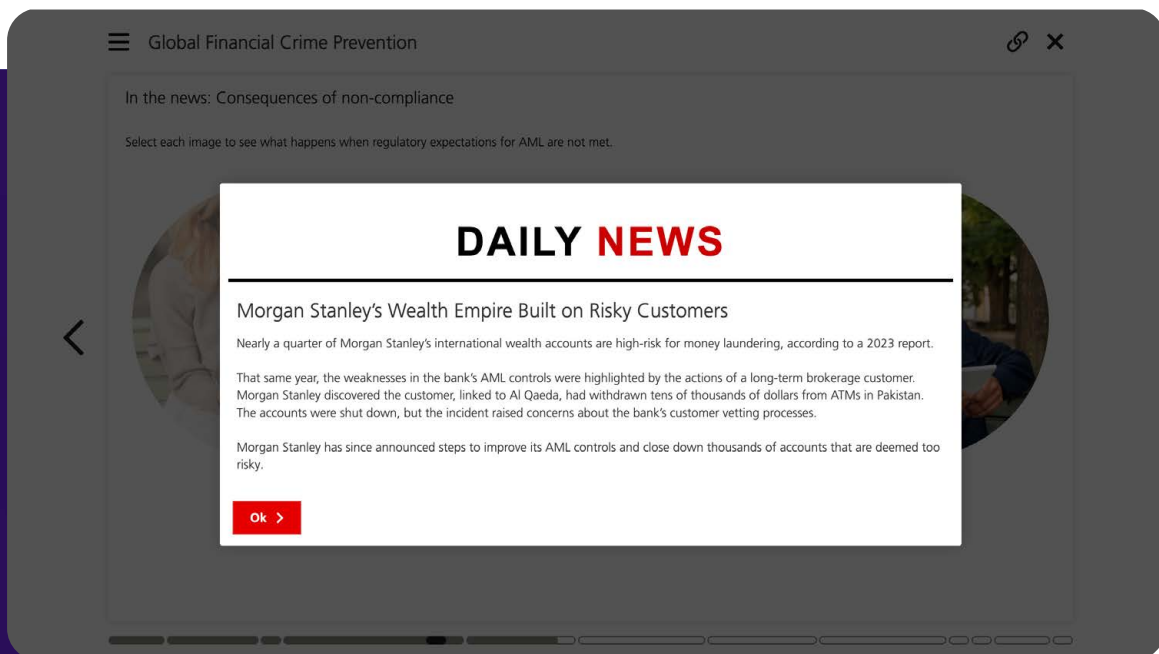 Global Financial Crime Prevention
In the news: Consequences of non-compliance
Select each image to see what happens when regulatory expectations for AML are not met.
DAILY NEWS
Morgan Stanley's Wealth Empire Built on Risky Customers
Nearly a quarter of Morgan Stanley's international wealth accounts are high-risk for money laundering, according to a 2023 report.
That same year, the weaknesses in the bank's AML controls were highlighted by the actions of a long-term brokerage customer.
Morgan Stanley discovered the customer, linked to Al Qaeda, had withdrawn tens of thousands of dollars from ATMs in Pakistan.
The accounts were shut down, but the incident raised concerns about the bank's customer vetting processes.
Morgan Stanley has since announced steps to improve its AML controls and close down thousands of accounts that are deemed too
risky.
Ok